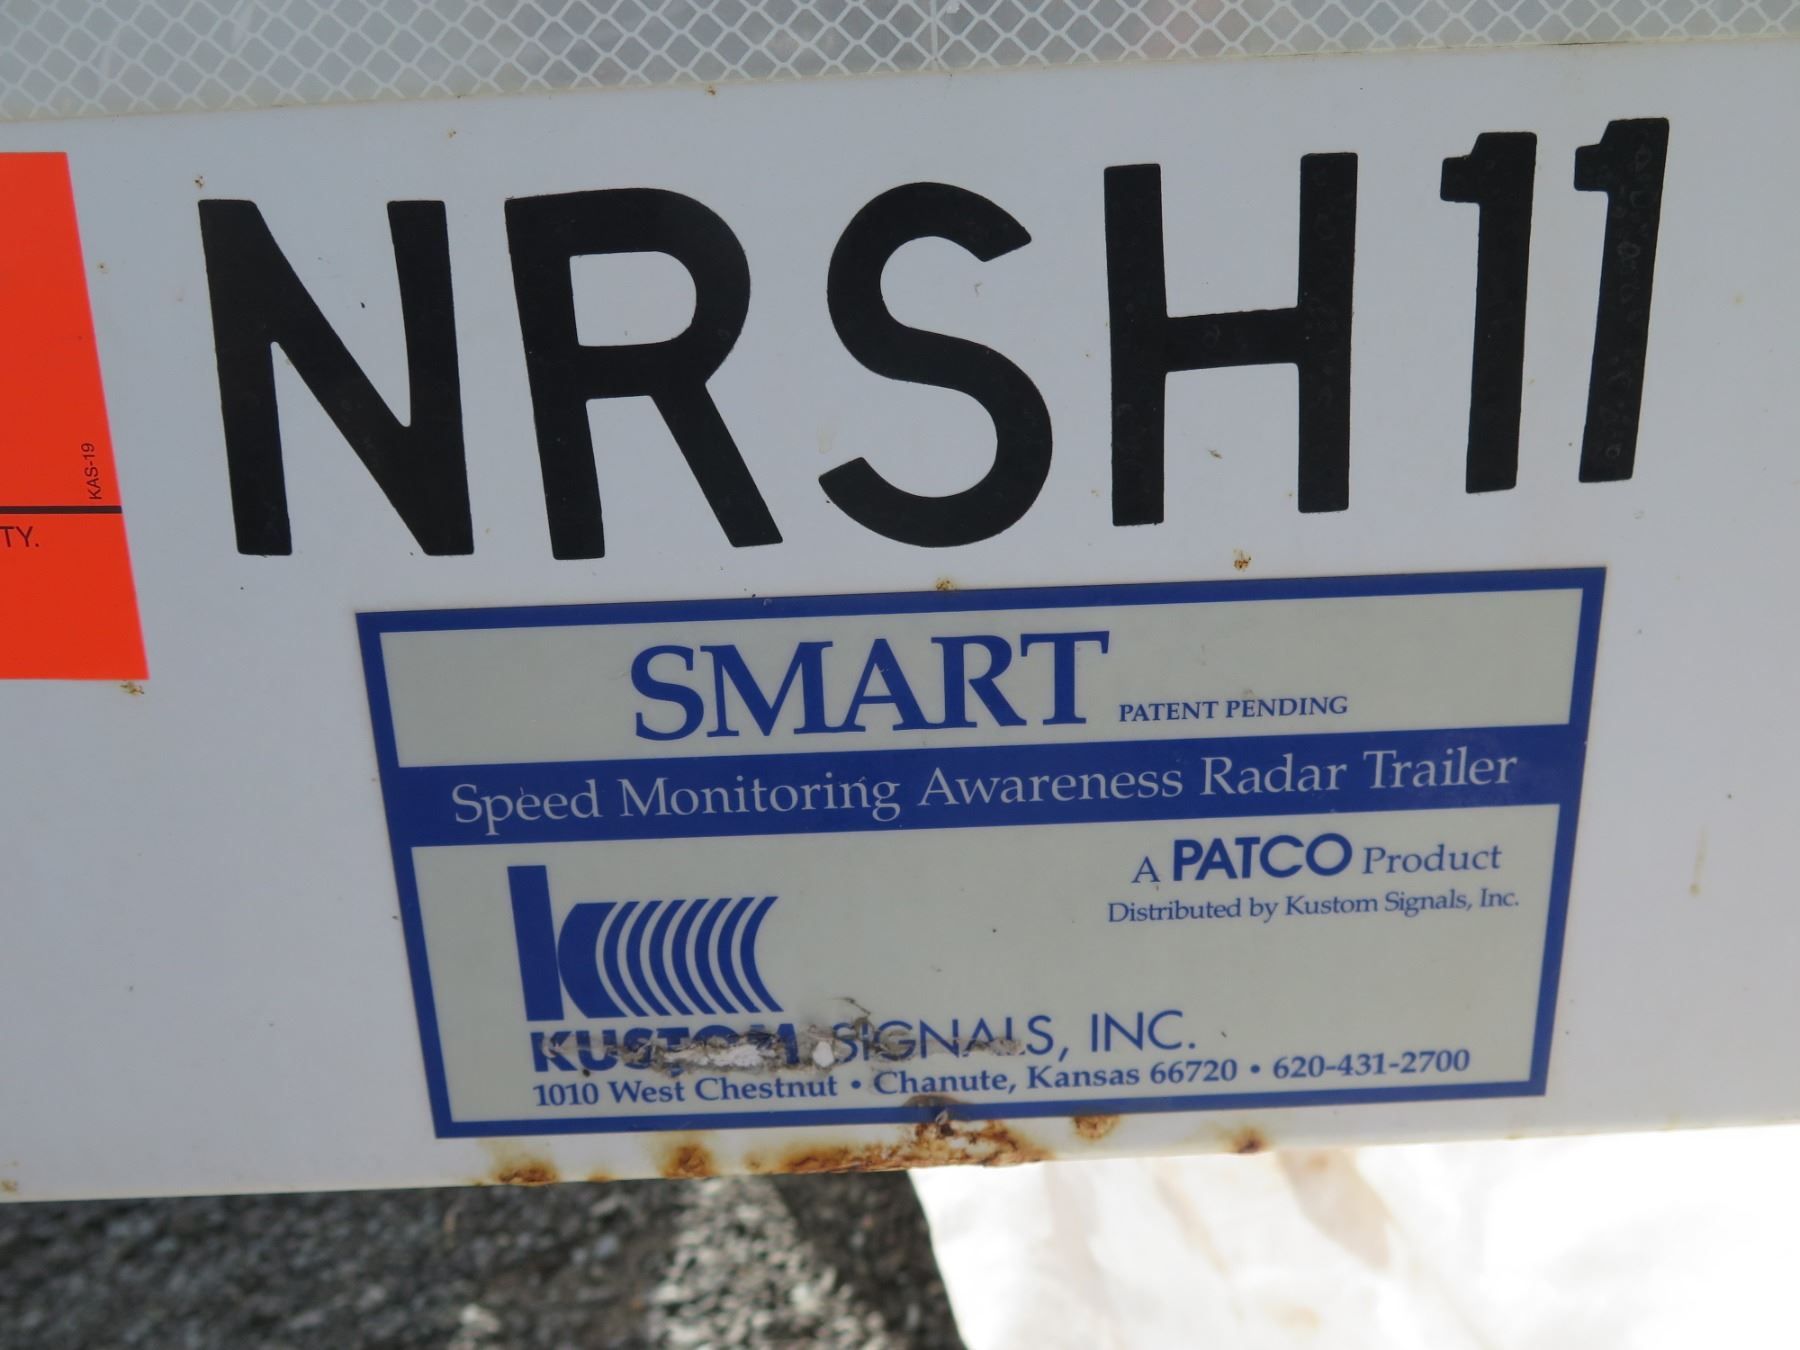 NRSH11
KAS-19
TY.
SMART PATENT PENDING
Speed Monitoring Awareness Radar Trailer
A PATCO Product
Distributed by Kustom Signals, Inc.
KUSTOM SIGNALS, INC.
1010 West Chestnut • Chanute, Kansas 66720 • 620-431-2700